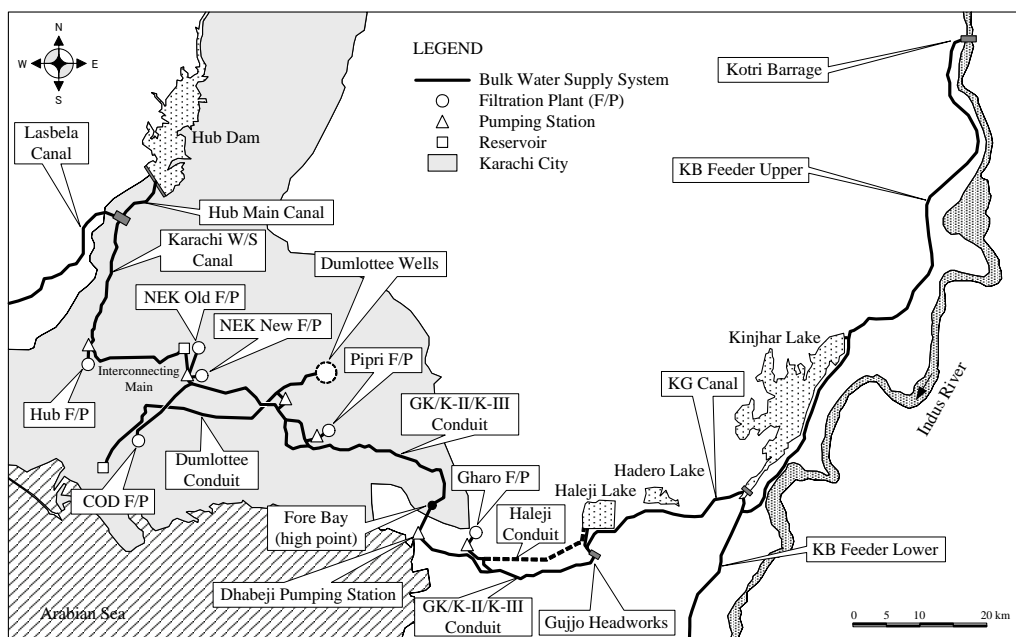 N
W
E
S
LEGEND
Bulk Water Supply System
Filtration Plant (F/P)
Pumping Station
Reservoir
Karachi City
Kotri Barrage
Lasbela
Canal
Hub Dam
KB Feeder Upper
Hub Main Canal
Karachi W/S
Canal
Dumlottee Wells
NEK Old F/P
NEK New F/P
Kinjhar Lake
Pipri F/P
Interconnecting
Main
KG Canal
Hub F/P
GK/K-II/K-III
Conduit
Indus River
Dumlottee
Conduit
Hadero Lake
Gharo F/P
COD F/P
Haleji Lake
Fore Bay
(high point)
Haleji
Conduit
KB Feeder Lower
Dhabeji Pumping Station
GK/K-II/K-III
Conduit
Gujjo Headworks
Arabian Sea
0 5 10 20 km